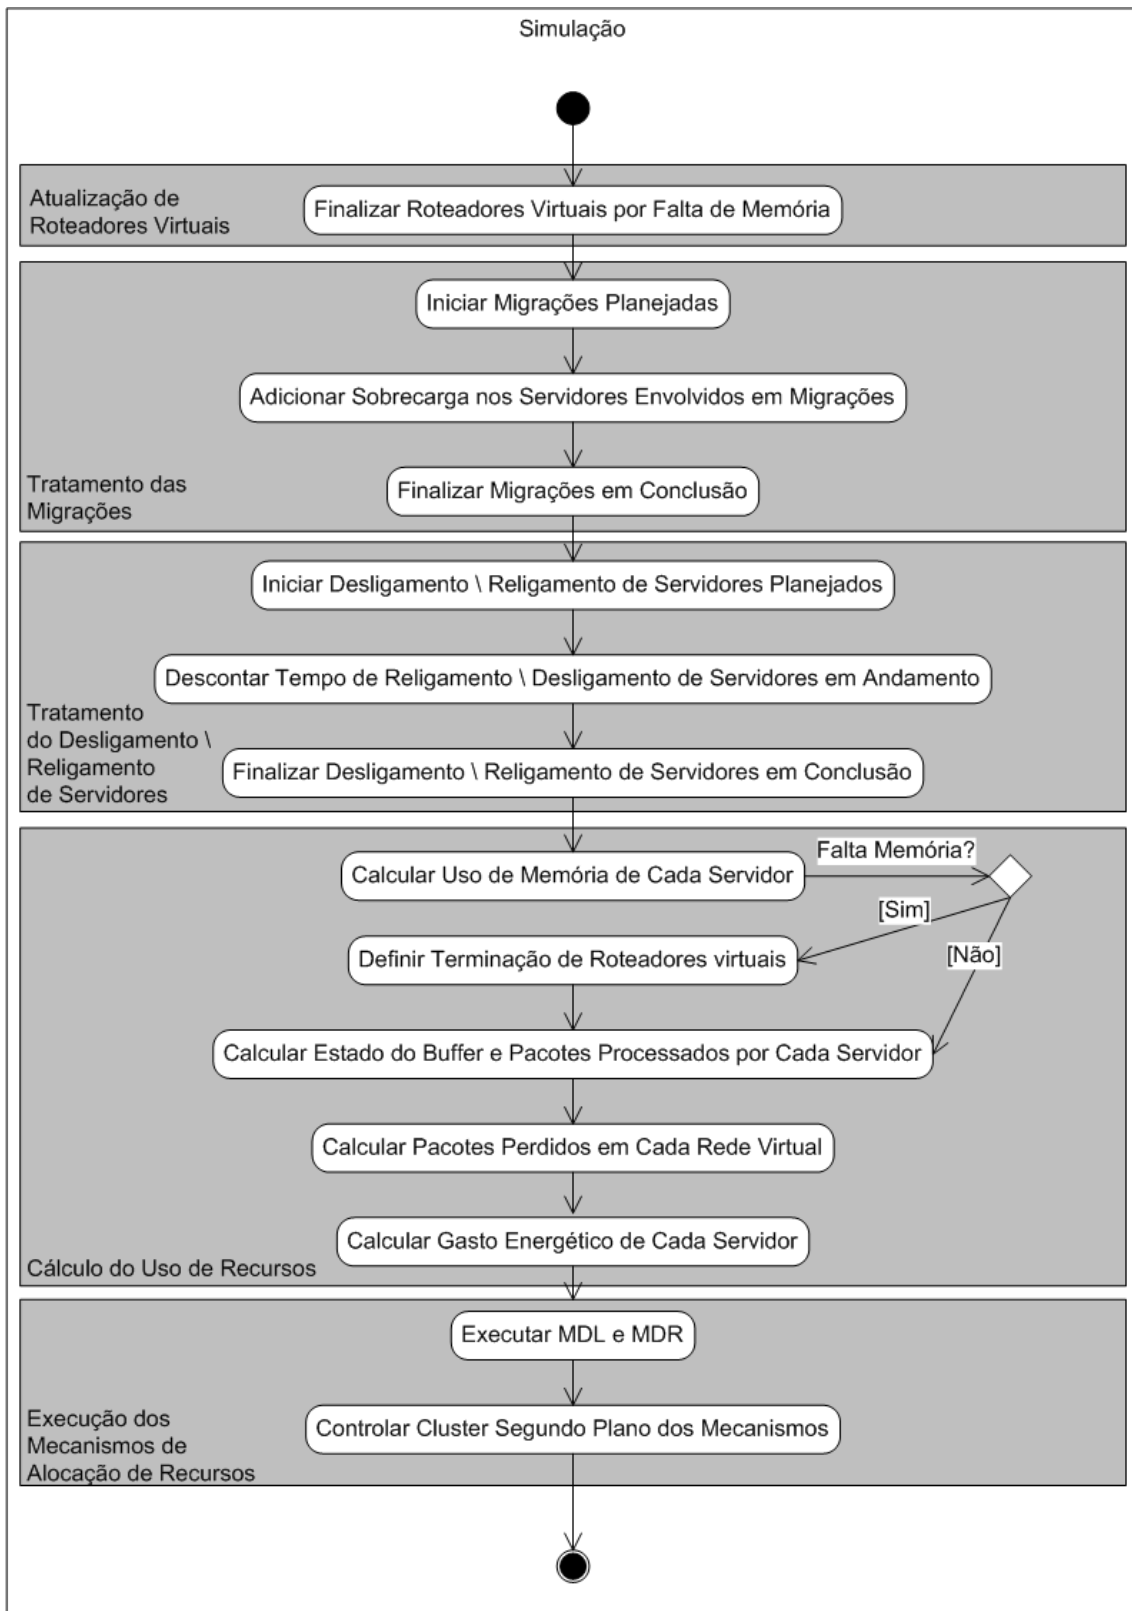 Simulação
Atualização de
Roteadores Virtuais
Finalizar Roteadores Virtuais por Falta de Memória
Iniciar Migrações Planejadas
Adicionar Sobrecarga nos Servidores Envolvidos em Migrações
Finalizar Migrações em Conclusão
Tratamento das
Migrações
Iniciar Desligamento \ Religamento de Servidores Planejados
Descontar Tempo de Religamento \ Desligamento de Servidores em Andamento
Finalizar Desligamento \ Religamento de Servidores em Conclusão
Tratamento
do Desligamento \
Religamento
de Servidores
Calcular Uso de Memória de Cada Servidor
Falta Memória?
[Sim]
[Não]
Definir Terminação de Roteadores virtuais
Calcular Estado do Buffer e Pacotes Processados por Cada Servidor
Calcular Pacotes Perdidos em Cada Rede Virtual
Calcular Gasto Energético de Cada Servidor
Cálculo do Uso de Recursos
Executar MDL e MDR
Controlar Cluster Segundo Plano dos Mecanismos
Execução dos
Mecanismos de
Alocação de Recursos